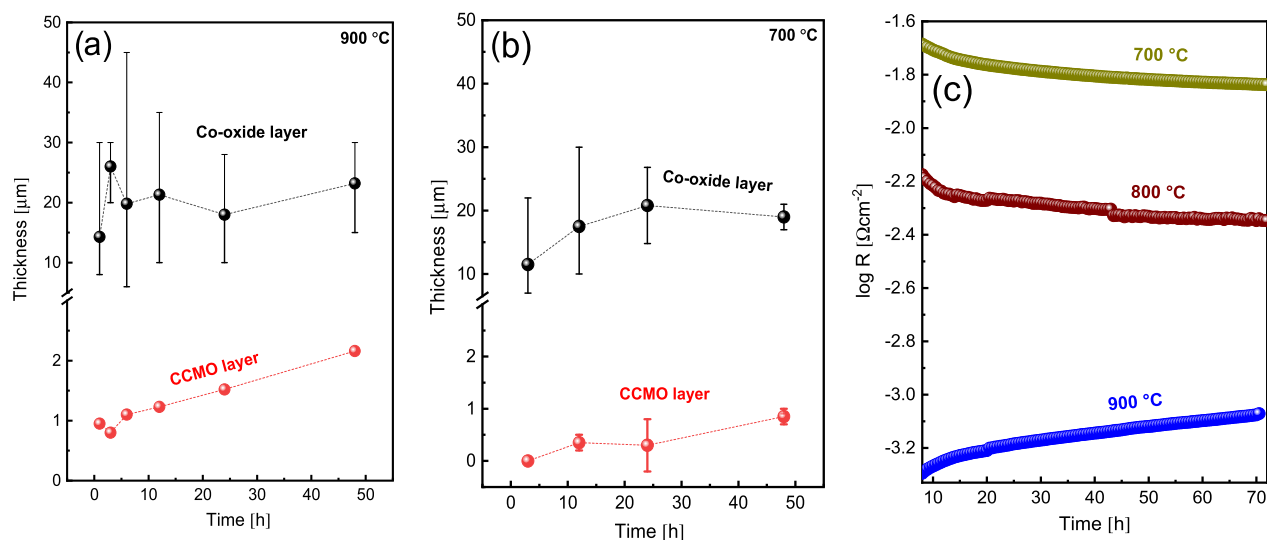 (a)
900 °C
Co-oxide layer
CCMO layer
Thickness [μm]
50
40
30
20
10
2
1
0
0
10
20
30
40
50
Time [h]
(b)
700 °C
Co-oxide layer
CCMO layer
Thickness [μm]
50
40
30
20
10
1
0
0
10
20
30
40
50
Time [h]
(c)
700 °C
800 °C
900 °C
log R [Ωcm-2]
-1.6
-1.8
-2.0
-2.2
-2.4
-2.6
-2.8
-3.0
-3.2
10
20
30
40
50
60
70
Time [h]